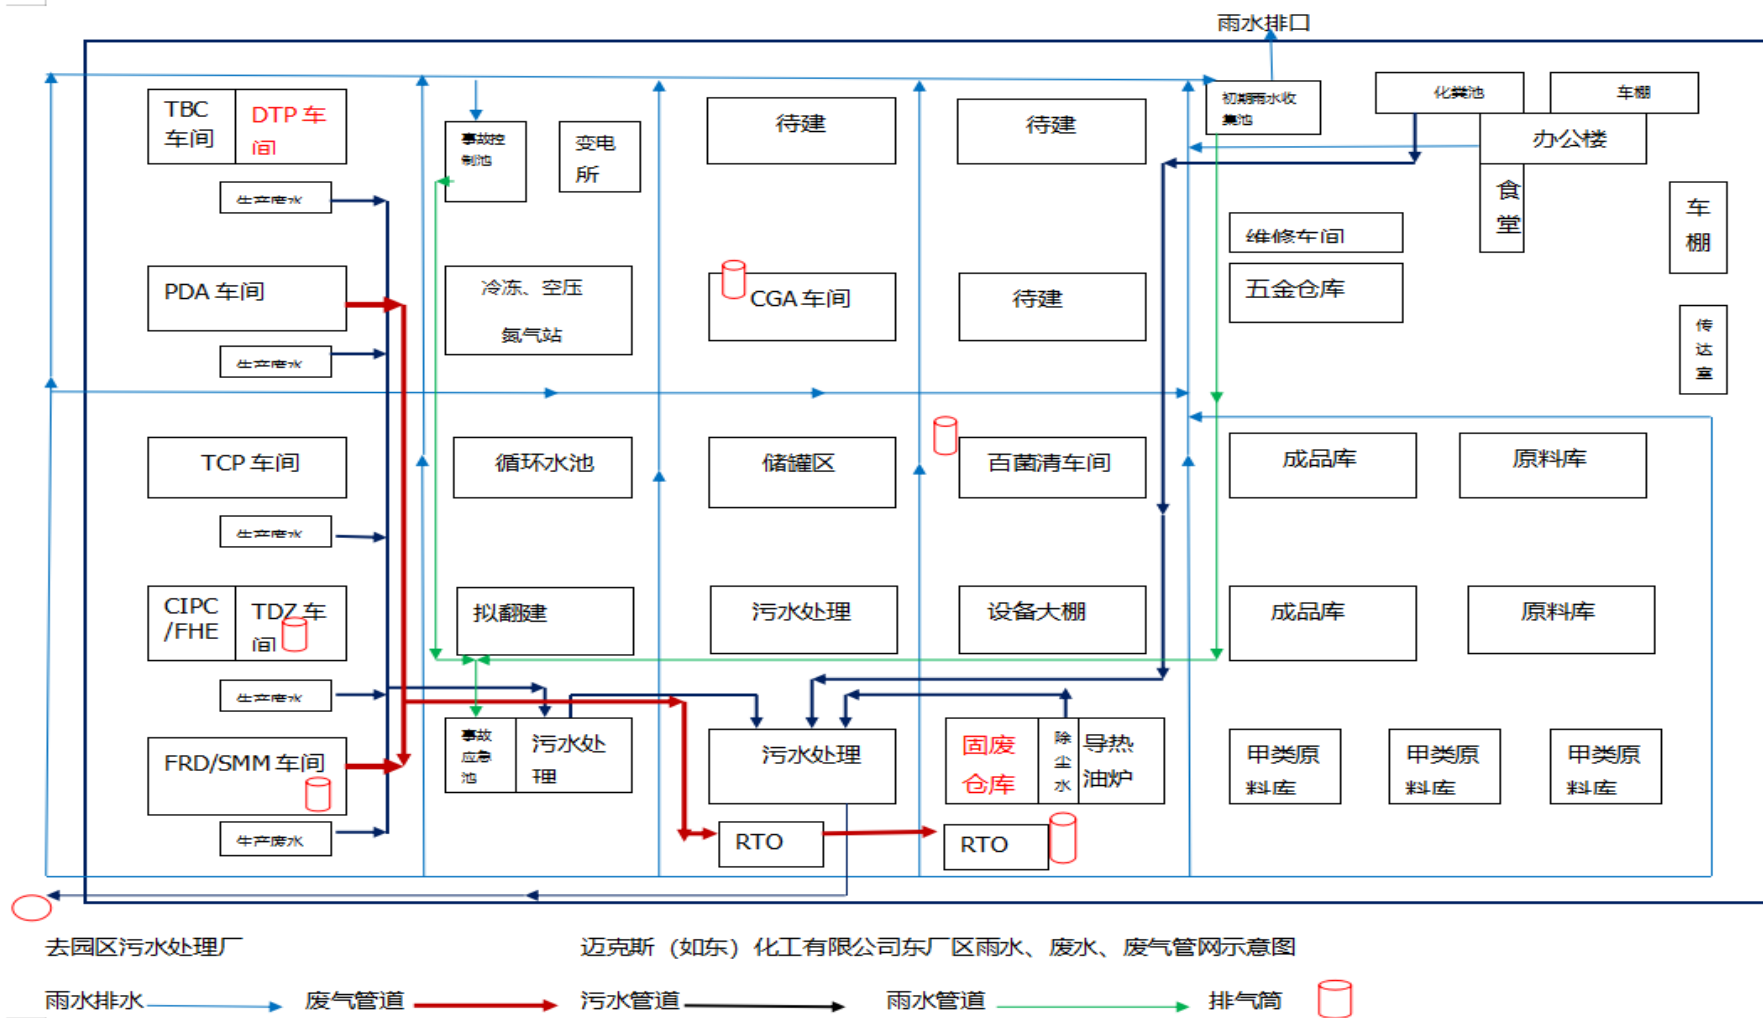 雨水排口
TBC
车间
DTP 车
间
事故控
制池
变电
所
待建
待建
初期雨水收
集池
化粪池
车棚
办公楼
食
堂
车
棚
生产废水
维修车间
PDA 车间
冷冻、空压
氮气站
CGA 车间
待建
五金仓库
传
达
室
生产废水
TCP 车间
循环水池
储罐区
百菌清车间
成品库
原料库
生产废水
CIPC
/FHE
TDZ 车
间
拟翻建
污水处理
设备大棚
成品库
原料库
生产废水
FRD/SMM 车间
事故
应急
池
污水处
理
污水处理
固废
仓库
除
尘
水
导热
油炉
甲类原
料库
甲类原
料库
甲类原
料库
生产废水
RTO
RTO
去园区污水处理厂
迈克斯（如东）化工有限公司东厂区雨水、废水、废气管网示意图
雨水排水
废气管道
污水管道
雨水管道
排气筒